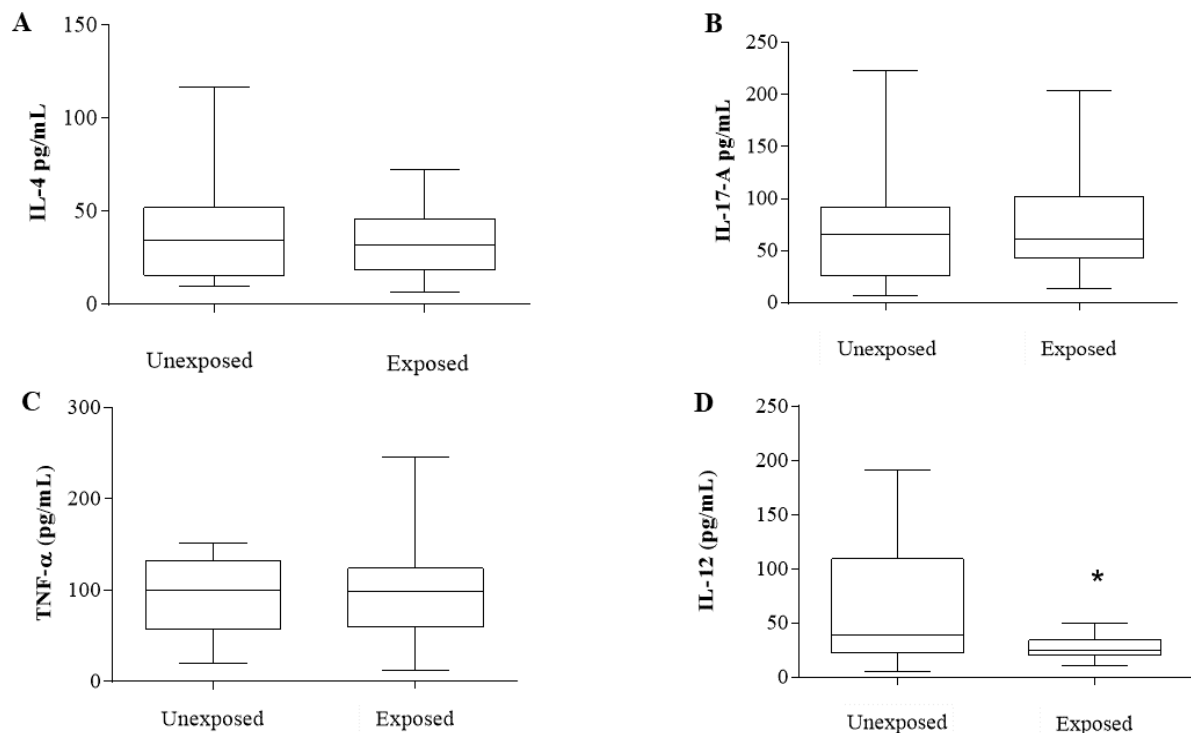 A
IL-4 pg/mL
150
100
50
0
Unexposed
Exposed
B
IL-17-A pg/mL
250
200
150
100
50
0
Unexposed
Exposed
C
TNF-α (pg/mL)
300
200
100
0
Unexposed
Exposed
D
IL-12 (pg/mL)
250
200
150
100
50
0
*
Unexposed
Exposed